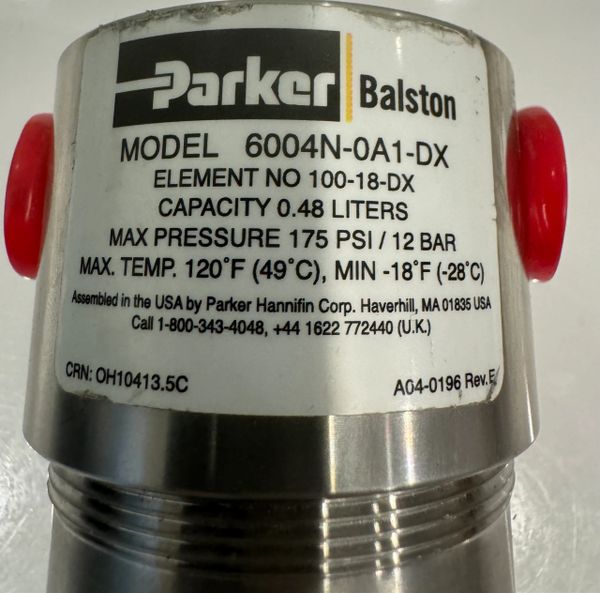 Parker Balston
MODEL 6004N-0A1-DX
ELEMENT NO 100-18-DX
CAPACITY 0.48 LITERS
MAX PRESSURE 175 PSI / 12 BAR
MAX. TEMP. 120°F (49°C), MIN -18°F (-28°C)
Assembled in the USA by Parker Hannifin Corp. Haverhill, MA 01835 USA
Call 1-800-343-4048, +44 1622 772440 (U.K.)
CRN: OH10413.5C A04-0196 Rev. E